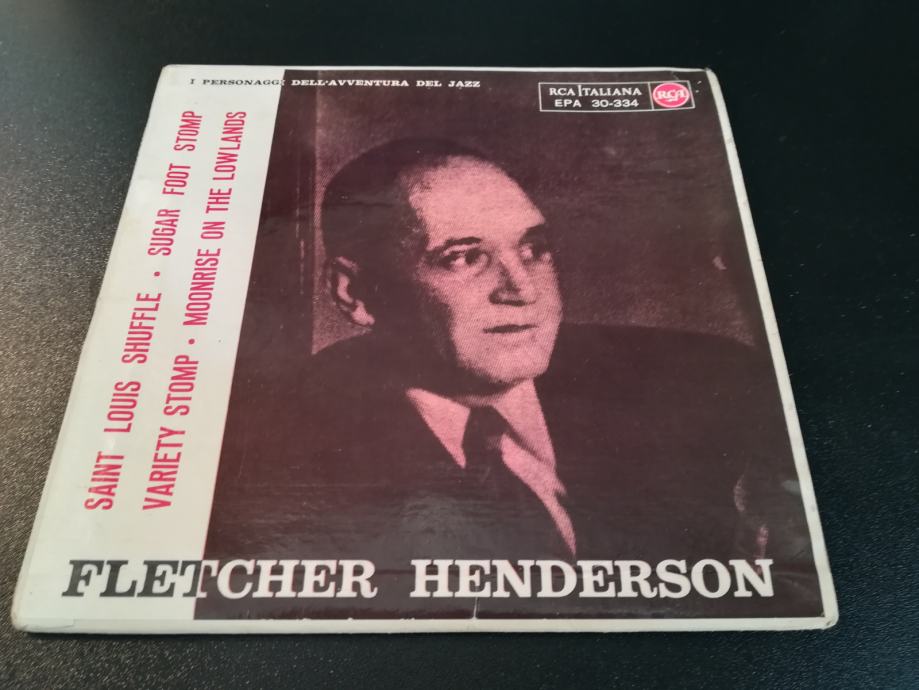 I PERSONAGGI DELL'AVVENTURA DEL JAZZ
RCA ITALIANA
EPA 30-334
RCA
SAINT LOUIS SHUFFLE • SUGAR FOOT STOMP
VARIETY STOMP • MOONRISE ON THE LOWLANDS
FLETCHER HENDERSON